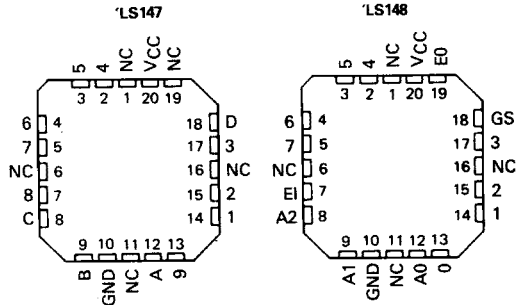 'LS147
5 4 NC VCC NC
3 2 1 20 19
6 4 18 D
7 5 17 3
NC 6 16 NC
8 7 15 2
C 8 14 1
9 10 11 12 13
B GND NC A 9
'LS148
5 4 NC VCC E0
3 2 1 20 19
6 4 18 GS
7 5 17 3
NC 6 16 NC
EI 7 15 2
A2 8 14 1
9 10 11 12 13
A1 GND NC A0 0